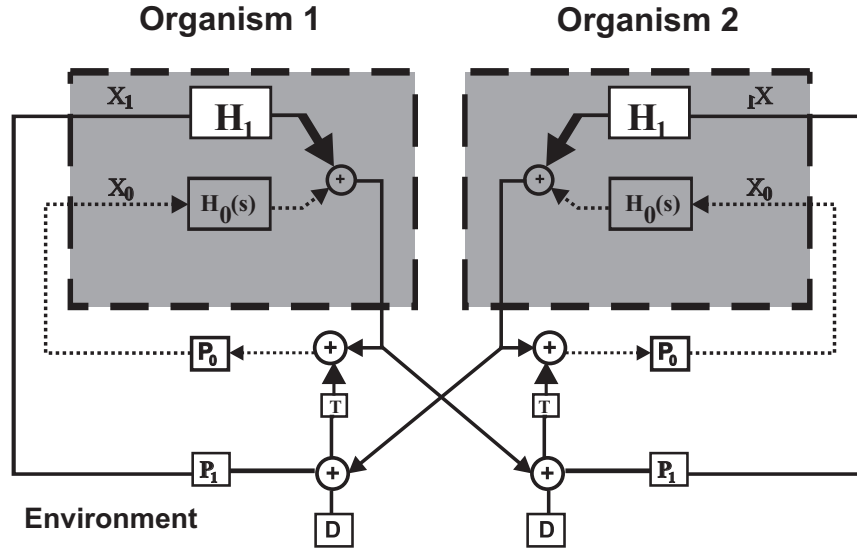 Organism 1
Organism 2
X1
H1
H1
1X
X0
H0(s)
H0(s)
X0
P0
P0
T
T
P1
P1
Environment
D
D